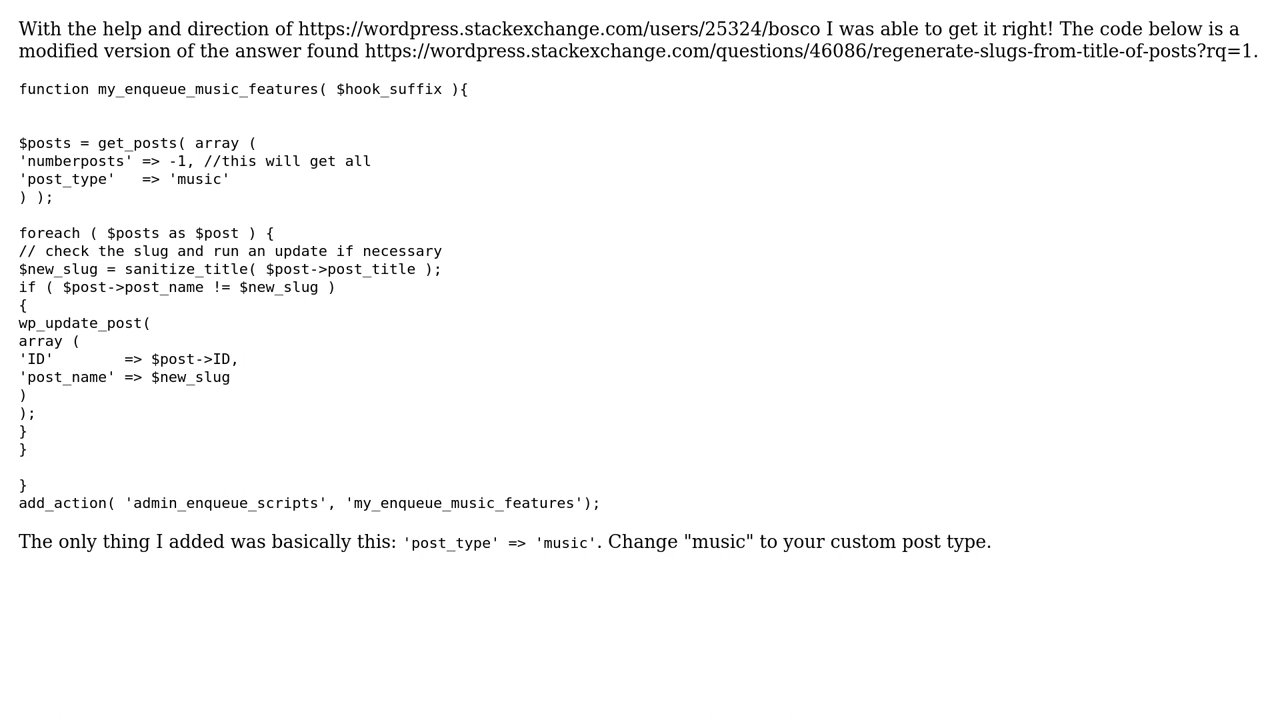 With the help and direction of https://wordpress.stackexchange.com/users/25324/bosco I was able to get it right! The code below is a
modified version of the answer found https://wordpress.stackexchange.com/questions/46086/regenerate-slugs-from-title-of-posts?rq=1.
function my_enqueue_music_features( $hook_suffix ){
$posts = get_posts( array (
'numberposts' => -1, //this will get all
'post_type'   => 'music'
) );
foreach ( $posts as $post ) {
// check the slug and run an update if necessary
$new_slug = sanitize_title( $post->post_title );
if ( $post->post_name != $new_slug )
{
wp_update_post(
array (
'ID'        => $post->ID,
'post_name' => $new_slug
)
);
}
}
}
add_action( 'admin_enqueue_scripts', 'my_enqueue_music_features');
The only thing I added was basically this: 'post_type' => 'music'. Change "music" to your custom post type.